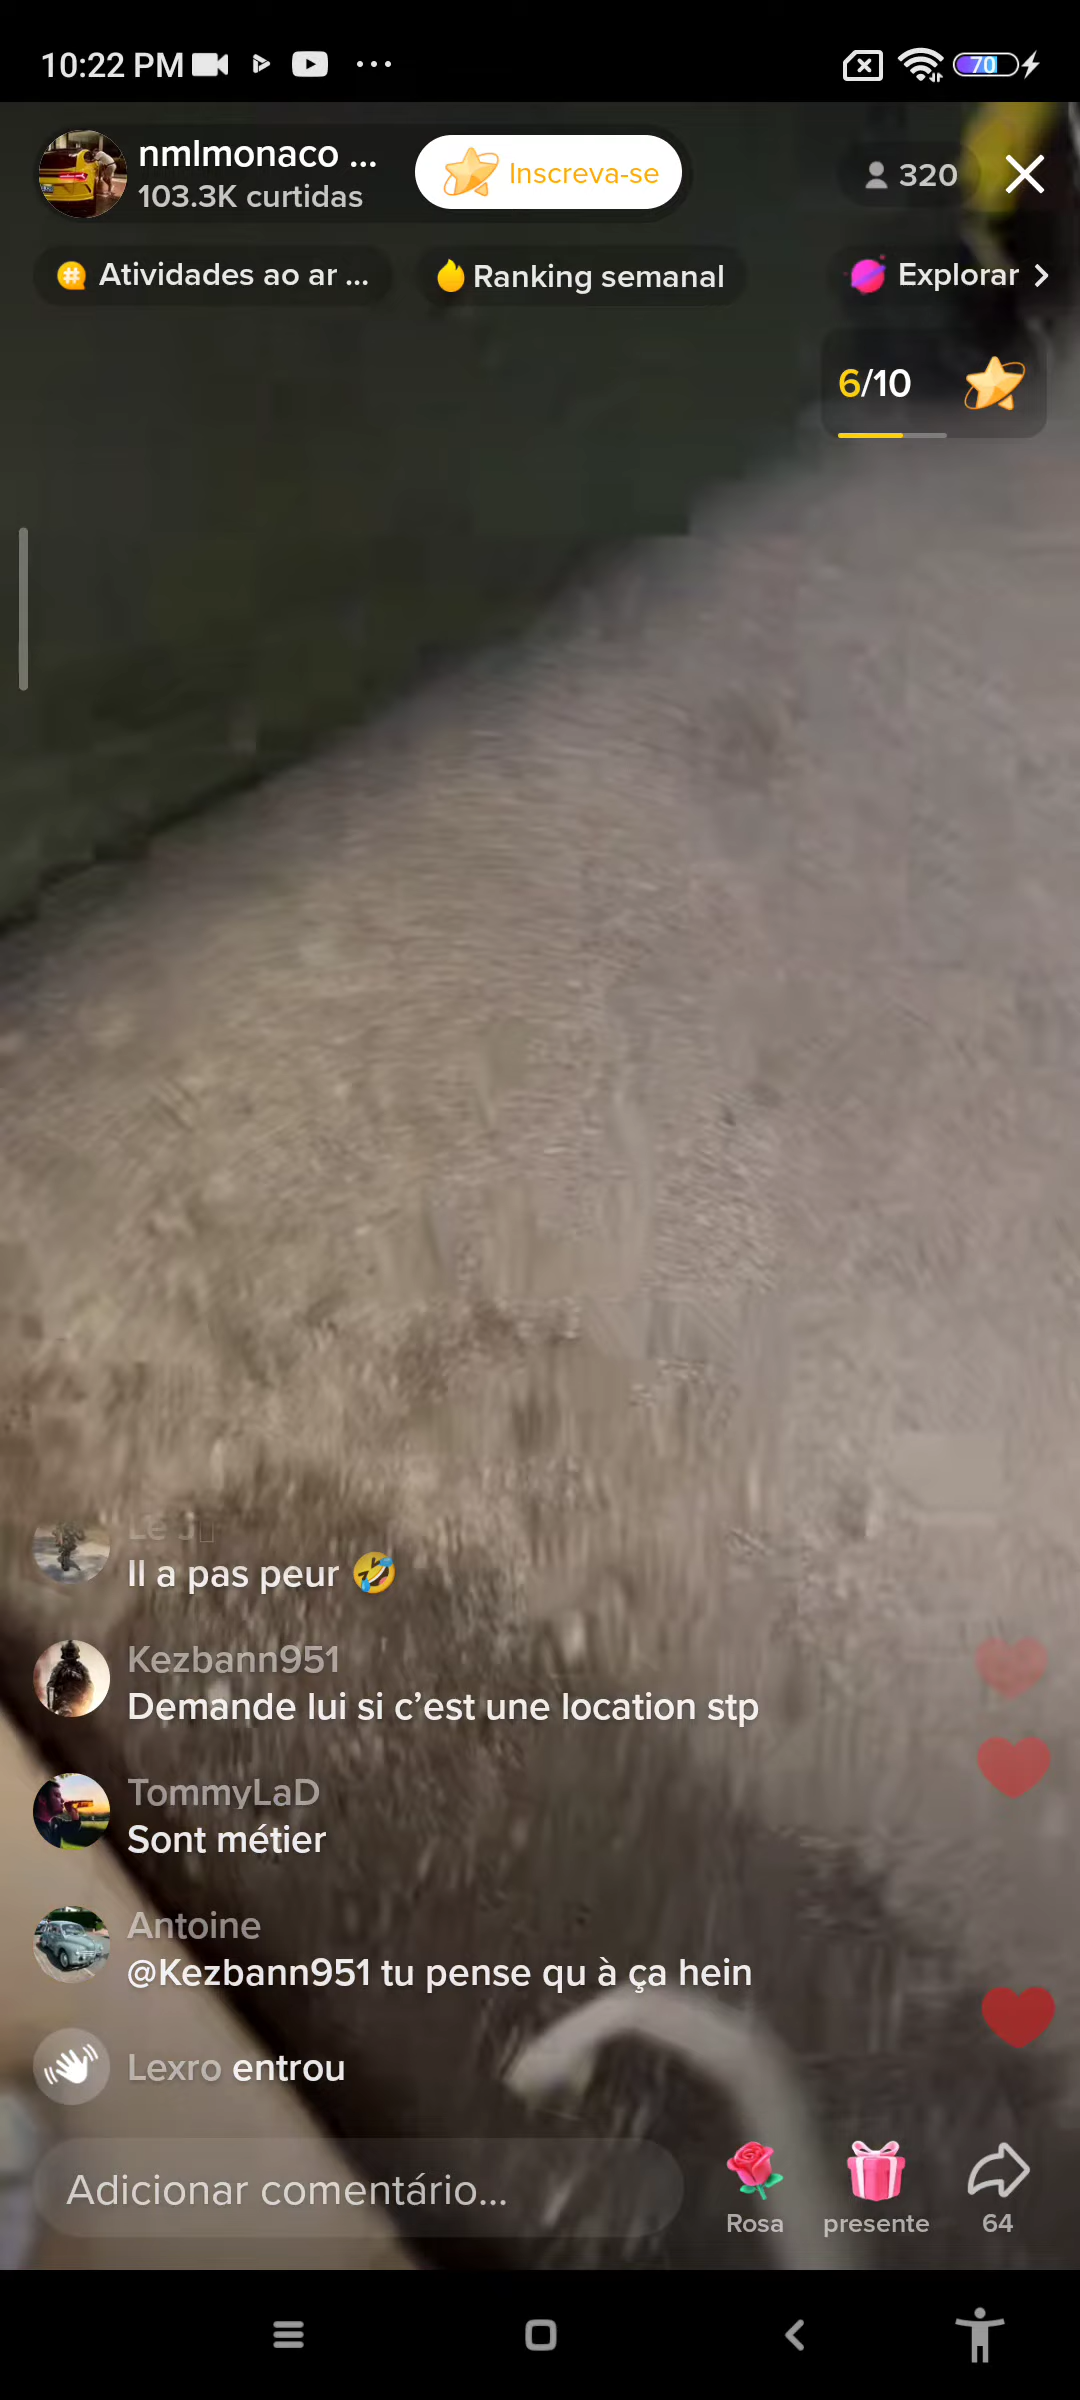 10:22 PM
70
nmlmonaco ...
103.3K curtidas
Inscreva-se
320
Atividades ao ar ...
Ranking semanal
Explorar
6/10
Le J
Il a pas peur 🤣
Kezbann951
Demande lui si c’est une location stp
TommyLaD
Sont métier
Antoine
@Kezbann951 tu pense qu à ça hein
Lexro entrou
Adicionar comentário...
Rosa
presente
64